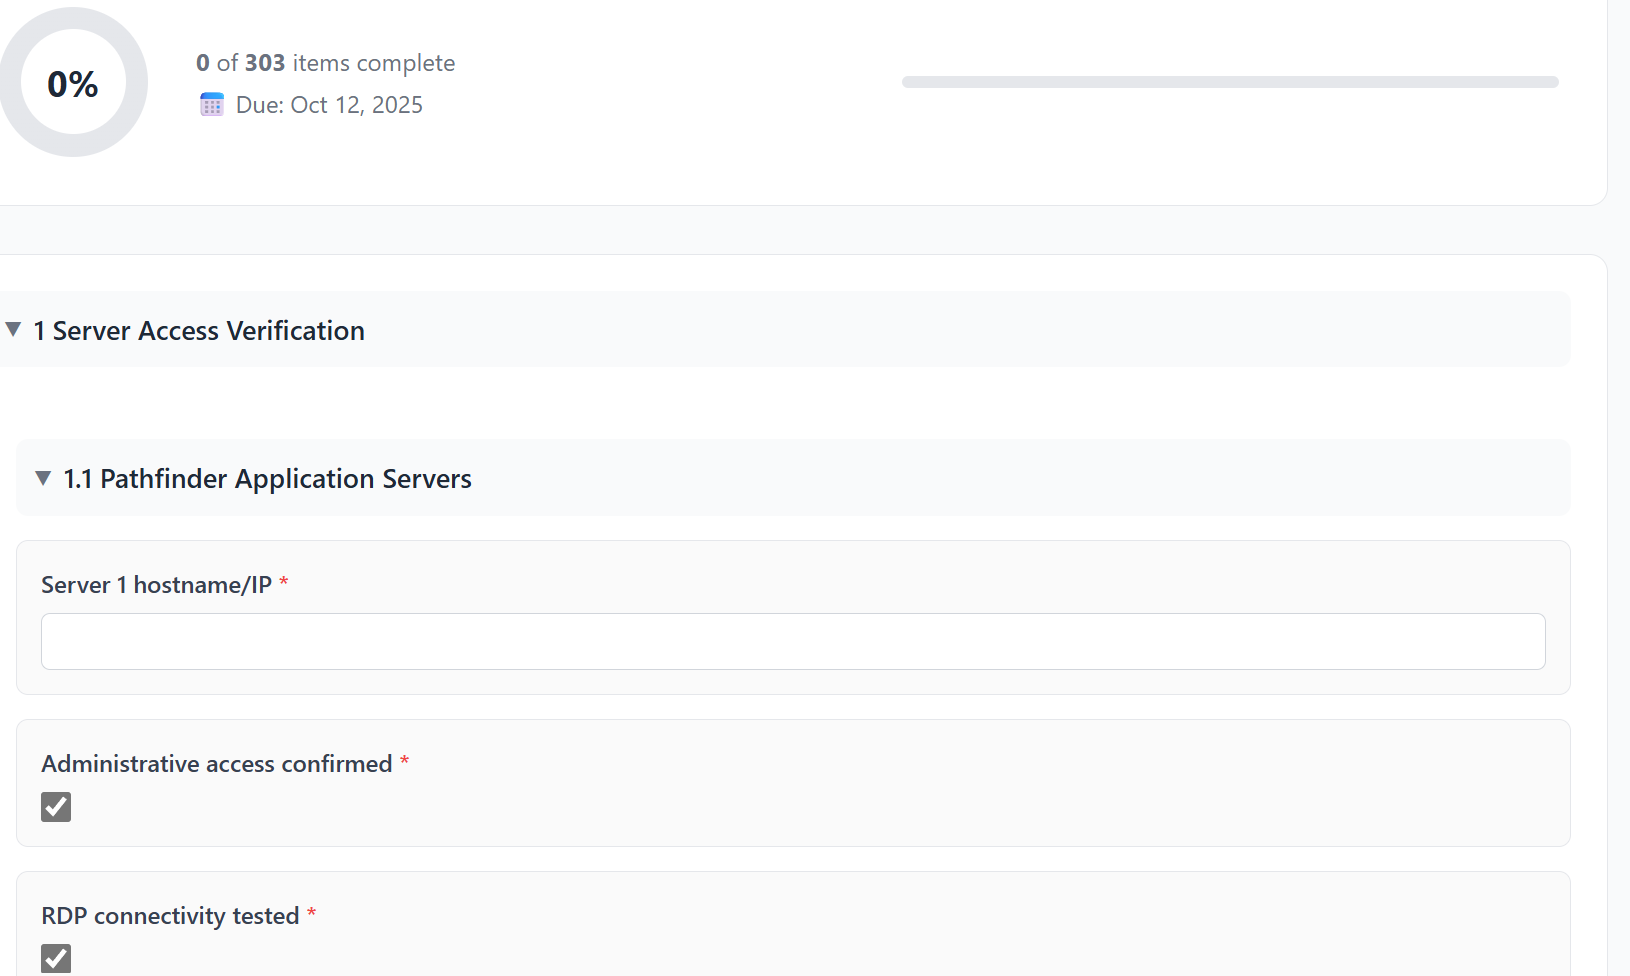 0%
0 of 303 items complete
Due: Oct 12, 2025
▼ 1 Server Access Verification
▼ 1.1 Pathfinder Application Servers
Server 1 hostname/IP *
Administrative access confirmed *
RDP connectivity tested *